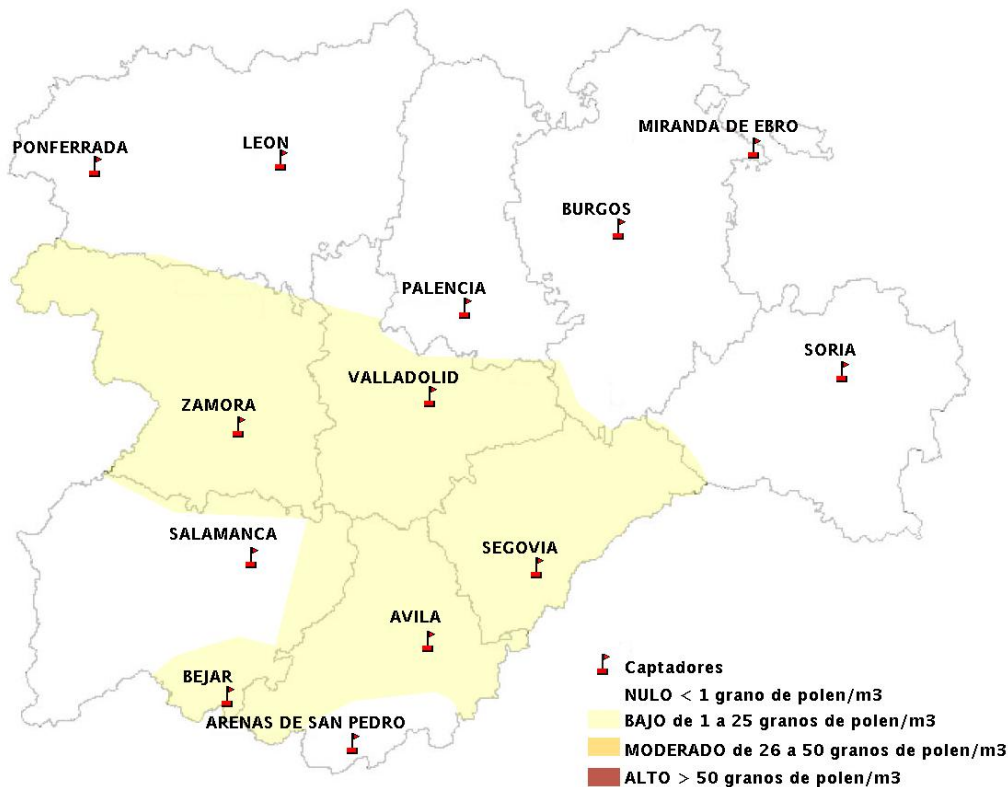 MIRANDA DE EBRO
PONFERRADA
LEON
BURGOS
PALENCIA
SORIA
VALLADOLID
ZAMORA
SALAMANCA
SEGOVIA
AVILA
BEJAR
ARENAS DE SAN PEDRO
Captadores
NULO < 1 grano de polen/m3
BAJO de 1 a 25 granos de polen/m3
MODERADO de 26 a 50 granos de polen/m3
ALTO > 50 granos de polen/m3